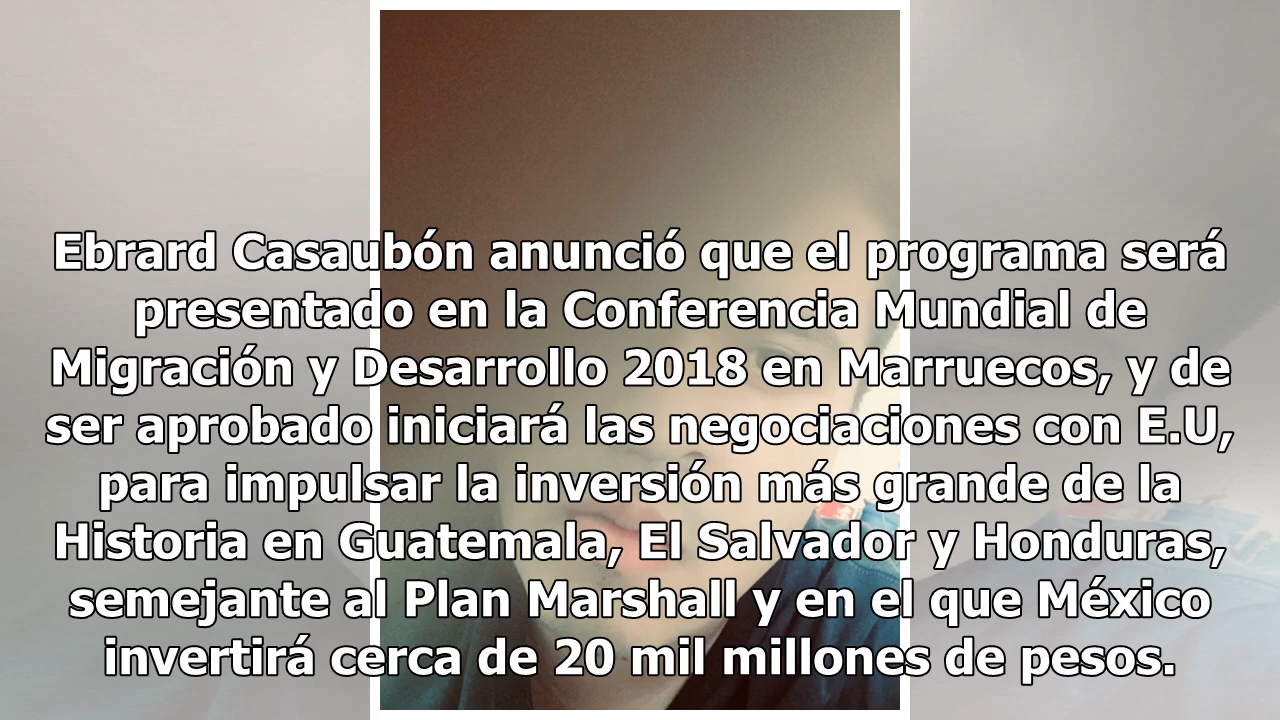 Ebrard Casaubón anunció que el programa será
presentado en la Conferencia Mundial de
Migración y Desarrollo 2018 en Marruecos, y de
ser aprobado iniciará las negociaciones con E.U,
para impulsar la inversión más grande de la
Historia en Guatemala, El Salvador y Honduras,
semejante al Plan Marshall y en el que México
invertirá cerca de 20 mil millones de pesos.